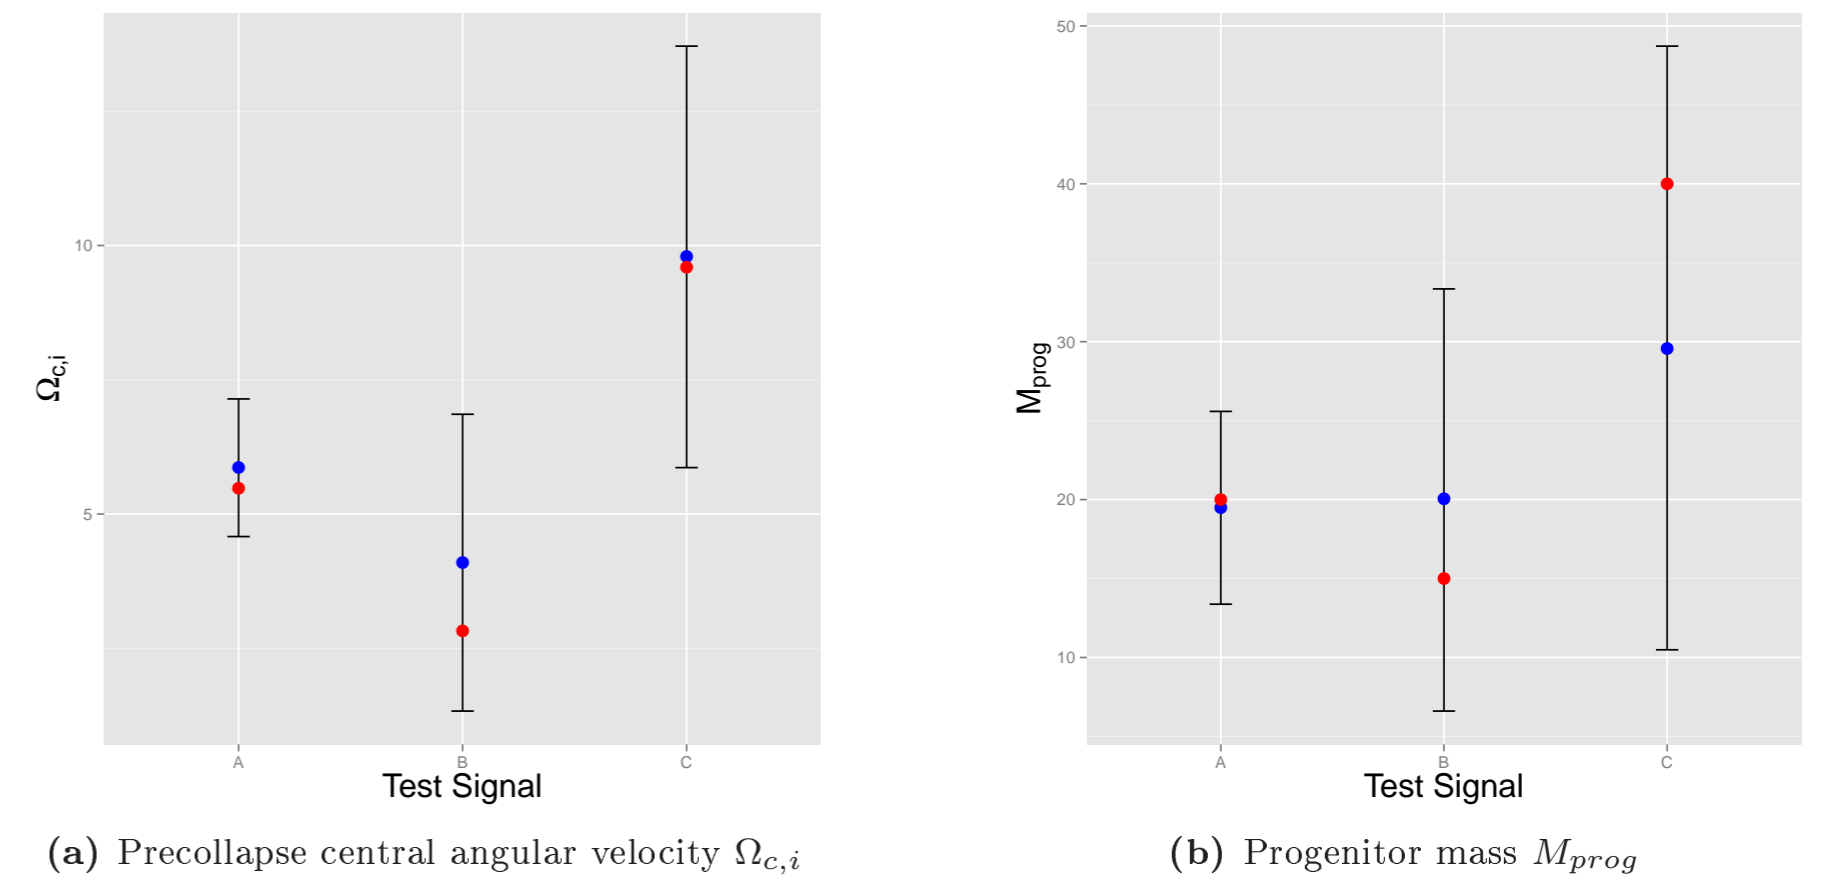 10
5
Ωc,i
A B C
Test Signal
(a) Precollapse central angular velocity Ωc,i
50
40
30
20
10
Mprog
A B C
Test Signal
(b) Progenitor mass Mprog